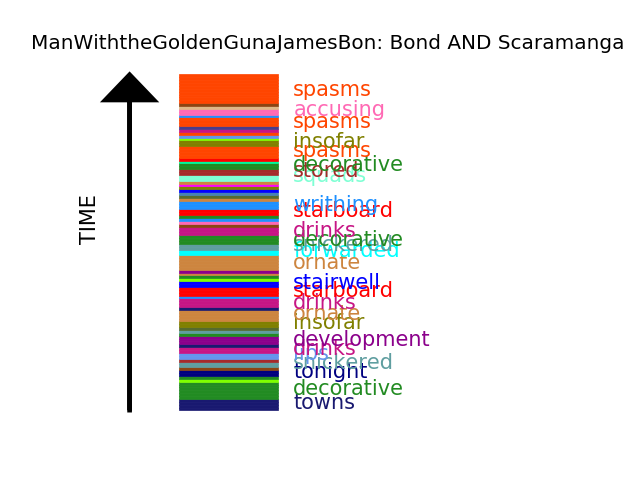 ManWiththeGoldenGunaJamesBon: Bond AND Scaramanga
TIME
spasms
accusing
spasms
insofar
spasms
decorative
stored
squads
writhing
starboard
drinks
decorative
forwarded
ornate
stairwell
starboard
drinks
ornate
insofar
development
drinks
snickered
tonight
decorative
towns